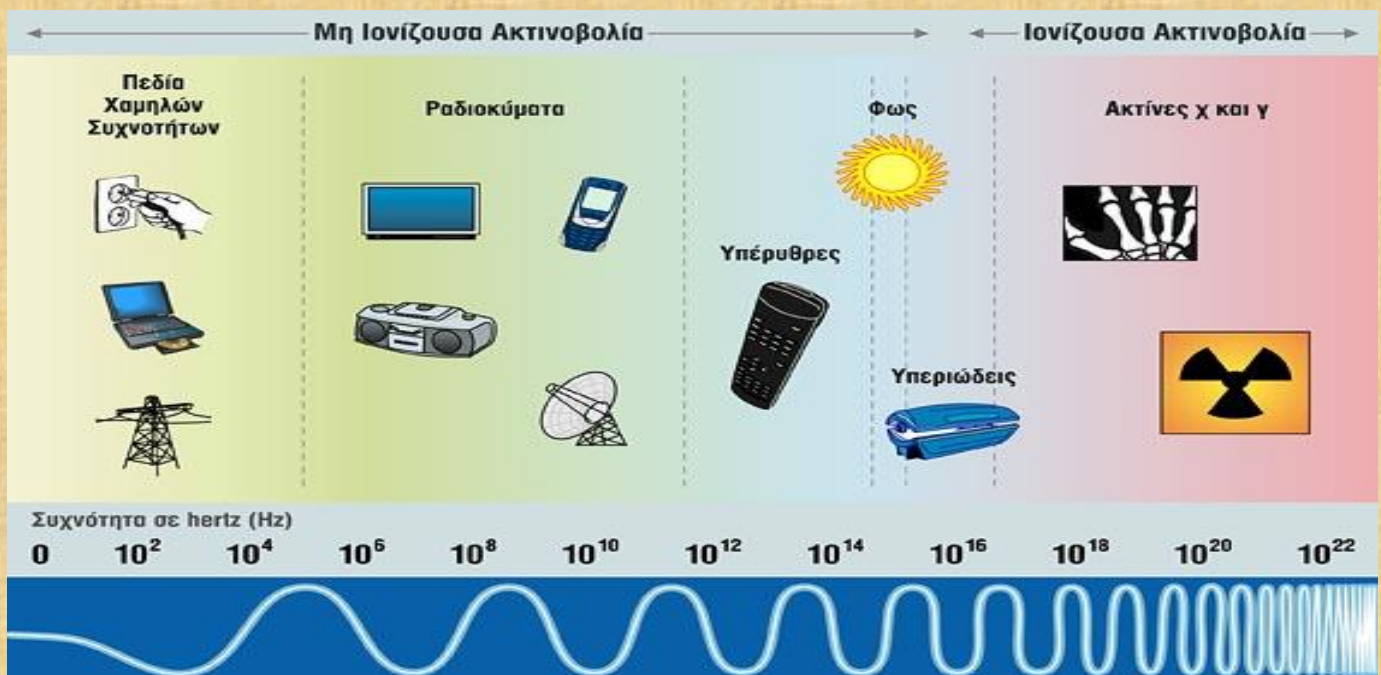 Μη Ιονίζουσα Ακτινοβολία
Ιονίζουσα Ακτινοβολία
Πεδία
Χαμηλών
Συχνοτήτων
Ραδιοκύματα
Φως
Ακτίνες χ και γ
Υπέρυθρες
Υπεριώδεις
Συχνότητα σε hertz (Hz)
0 10² 10⁴ 10⁶ 10⁸ 10¹⁰ 10¹² 10¹⁴ 10¹⁶ 10¹⁸ 10²⁰ 10²²